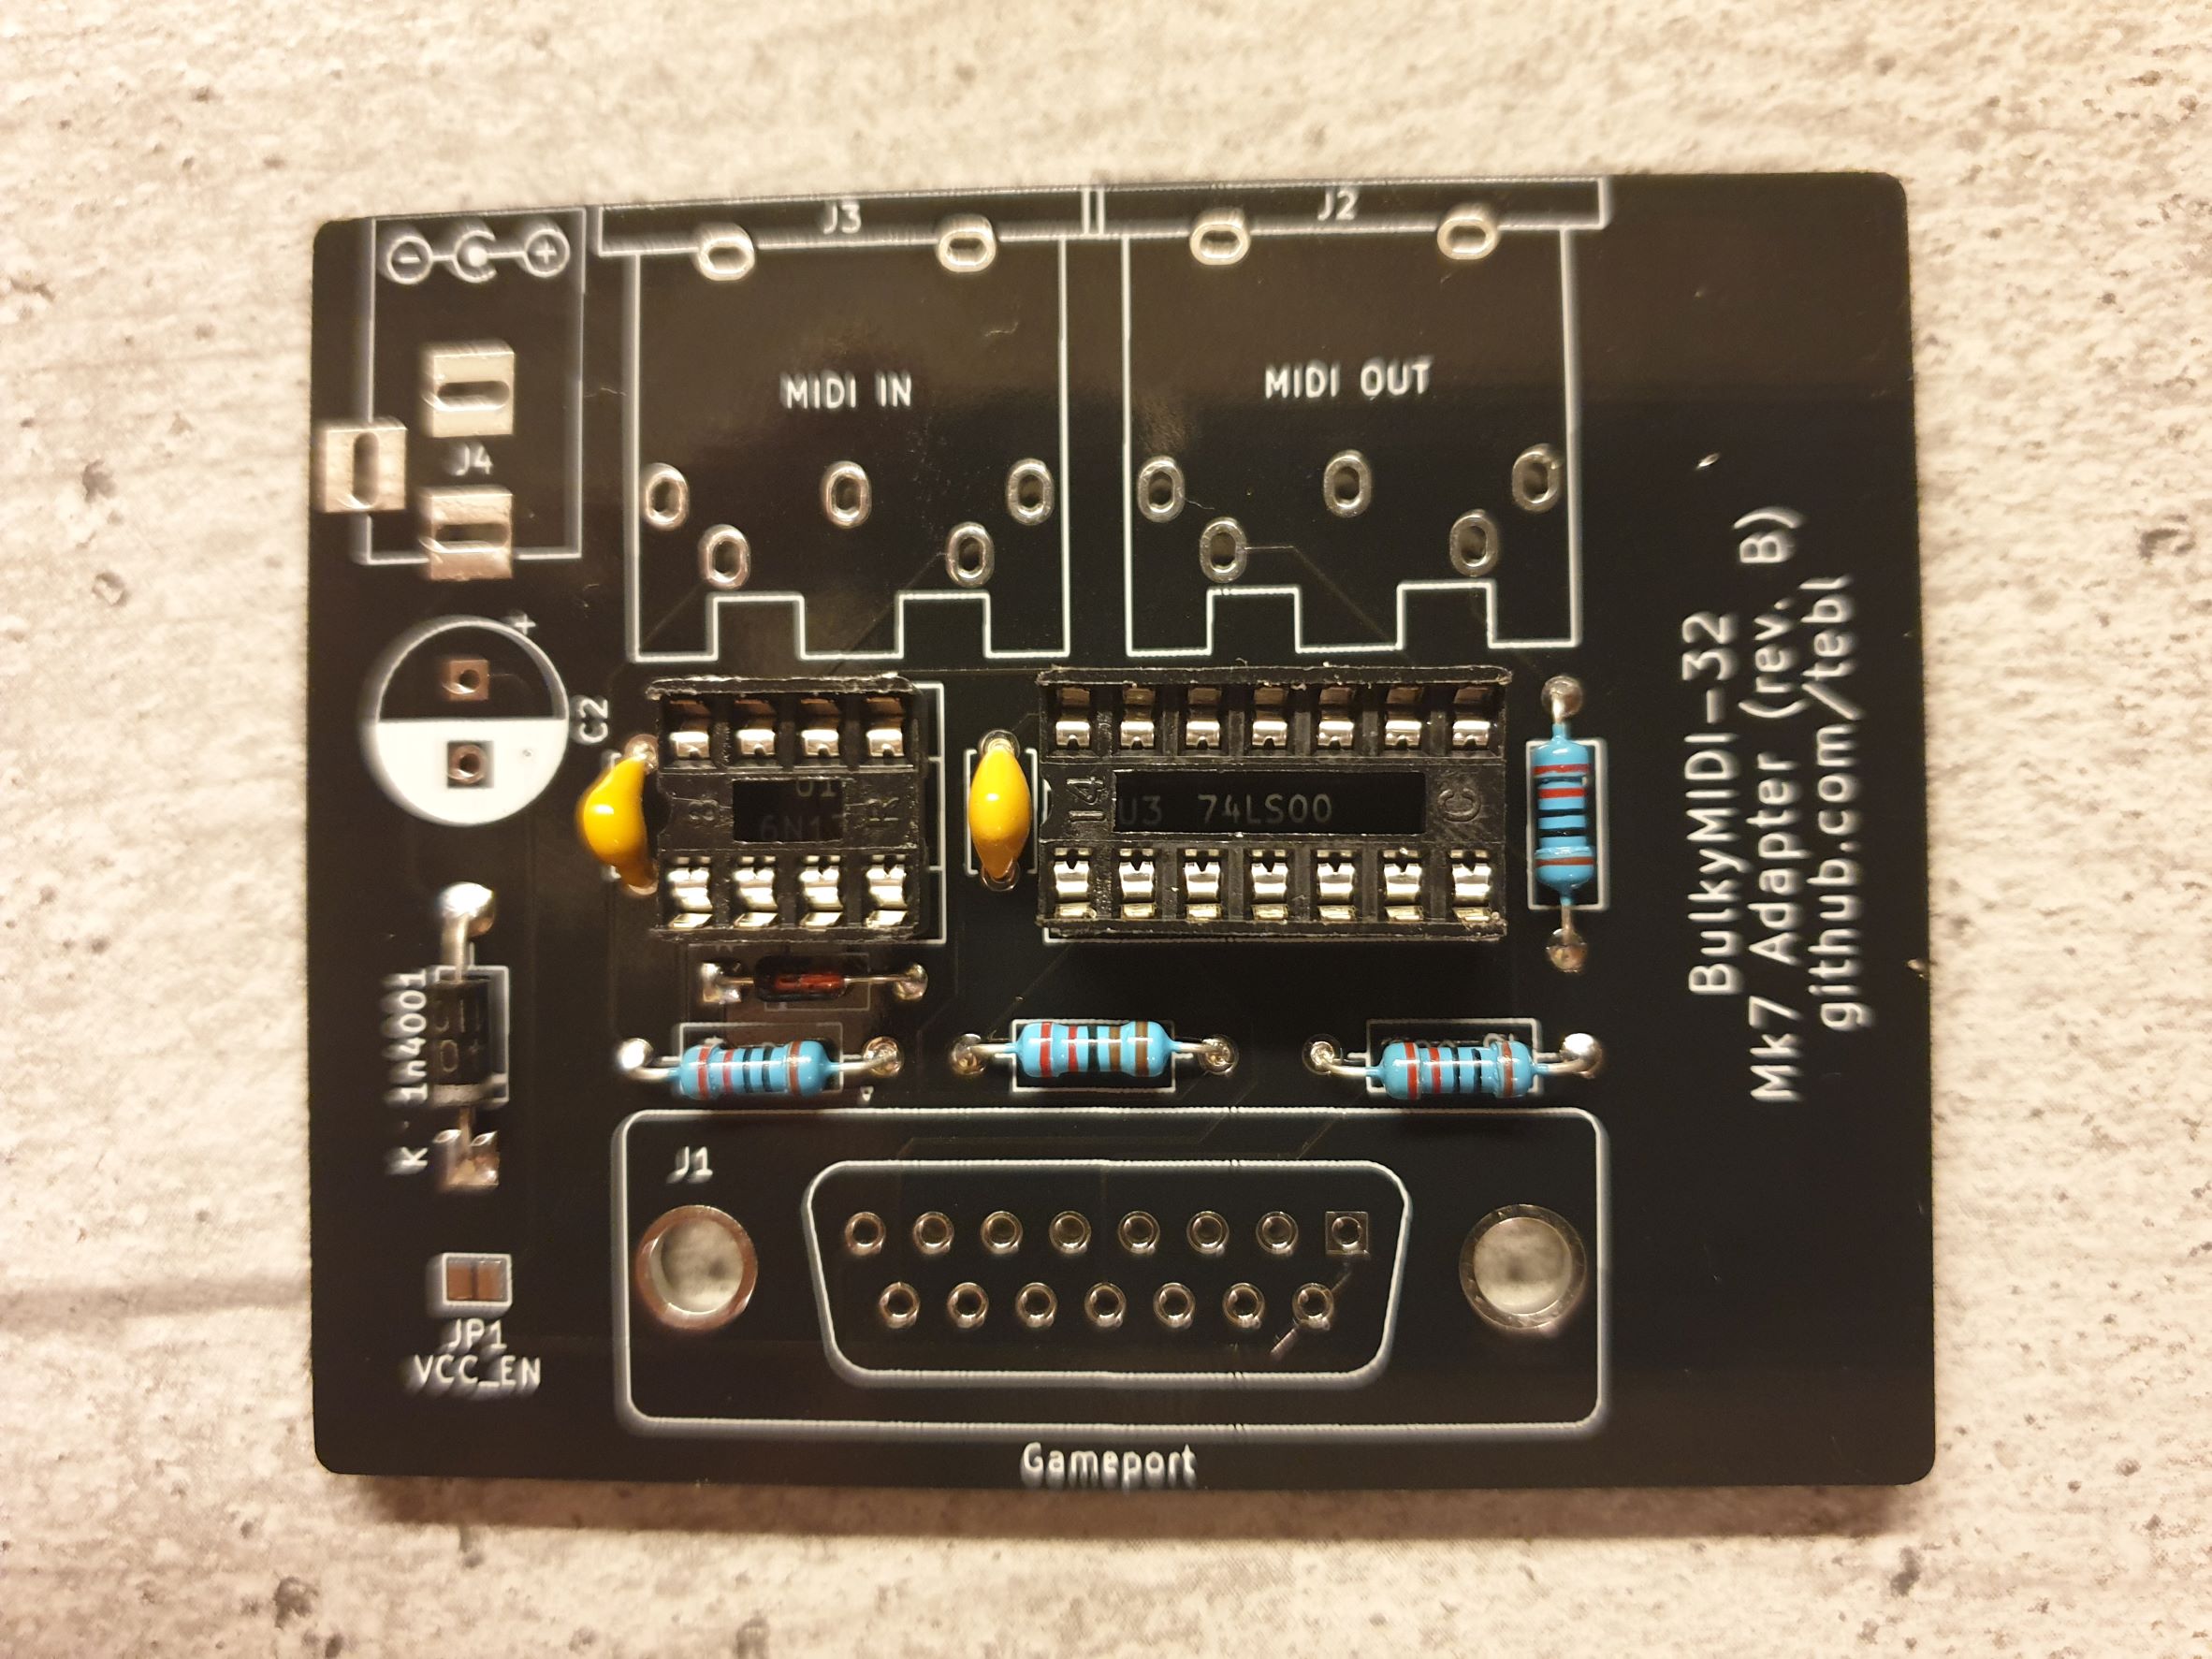 J3
J2
- +
MIDI IN
MIDI OUT
J4
+
C2
8
U1
R
14
U3 74LS00
C
BulkyMIDI-32
Mk7 Adapter (rev. B)
github.com/tebl
1n4001
K
J1
JP1
VCC_EN
Gameport